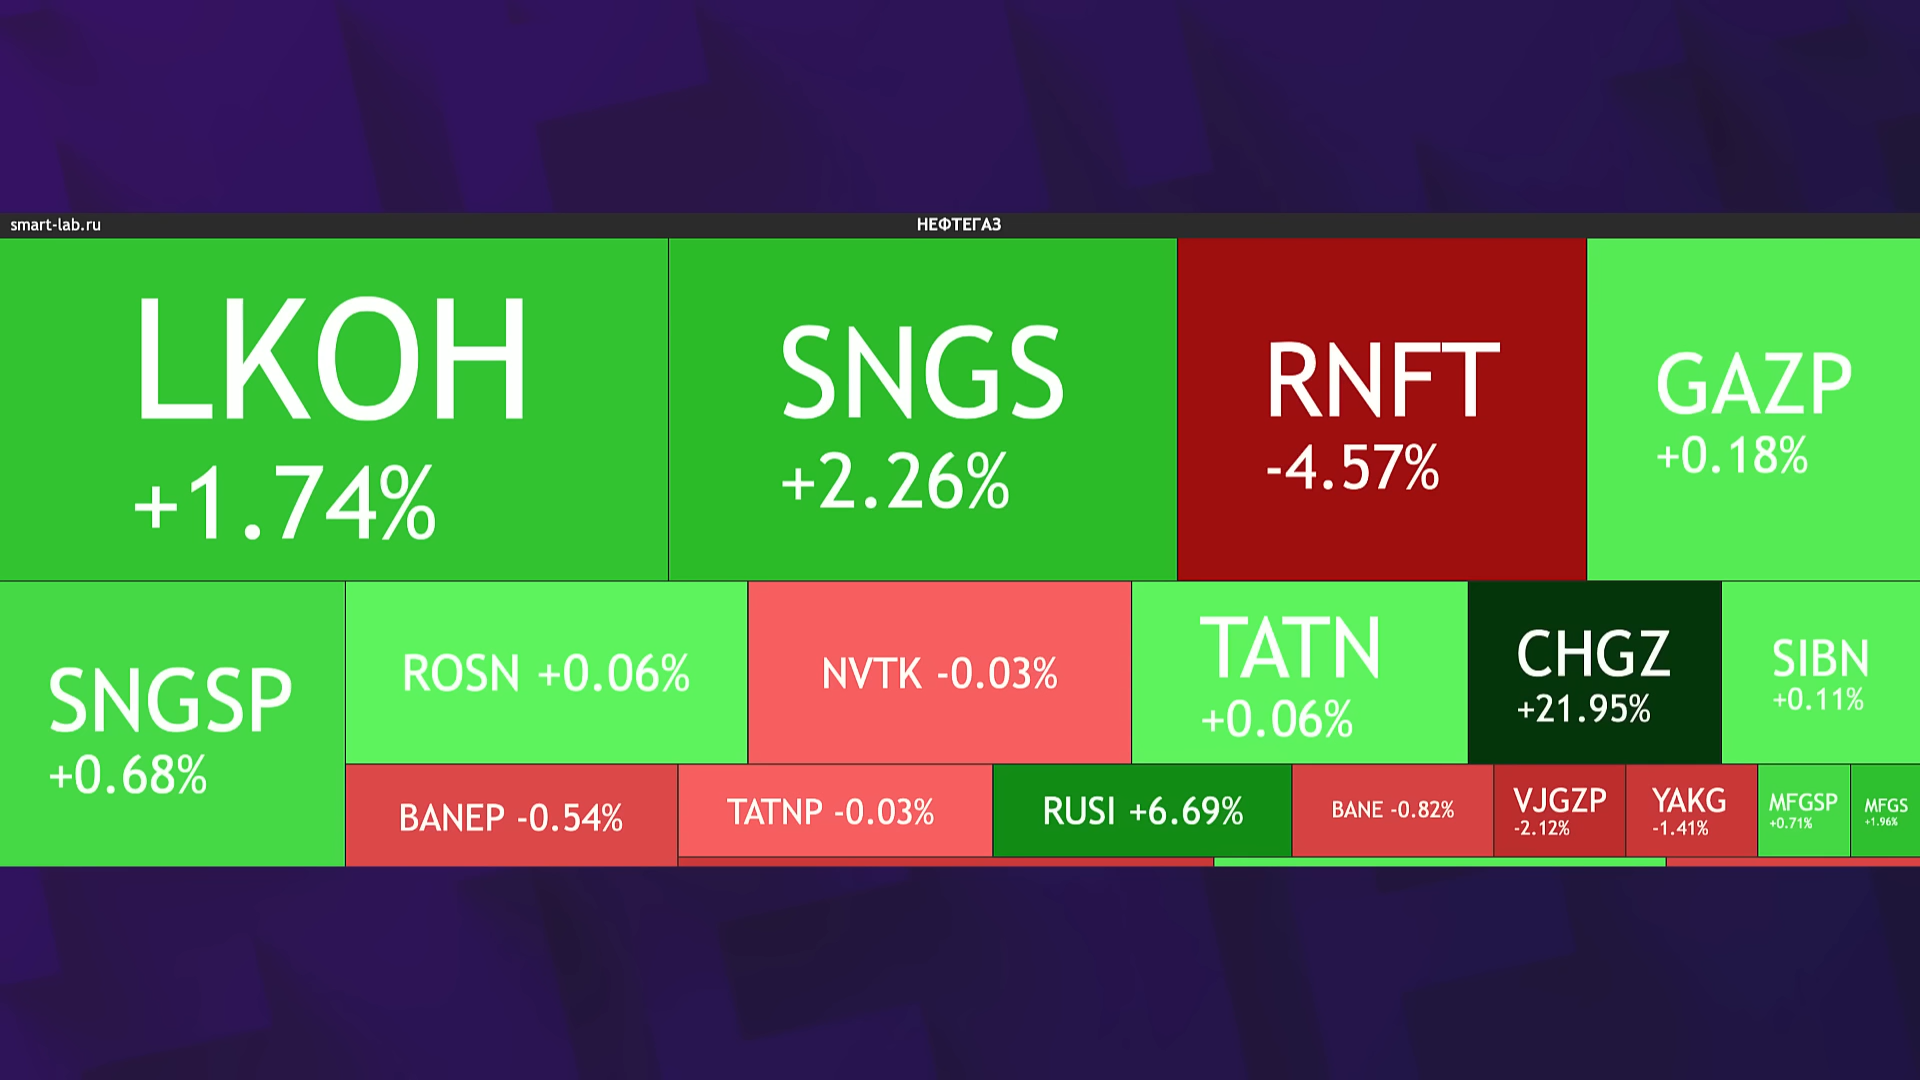 smart-lab.ru
НЕФТЕГАЗ
LKOH
+1.74%
SNGS
+2.26%
RNFT
-4.57%
GAZP
+0.18%
SNGSP
+0.68%
ROSN +0.06%
NVTK -0.03%
TATN
+0.06%
CHGZ
+21.95%
SIBN
+0.11%
BANEP -0.54%
TATNP -0.03%
RUSI +6.69%
BANE -0.82%
VJGZP
-2.12%
YAKG
-1.41%
MFGSP
+0.71%
MFGS
+1.96%